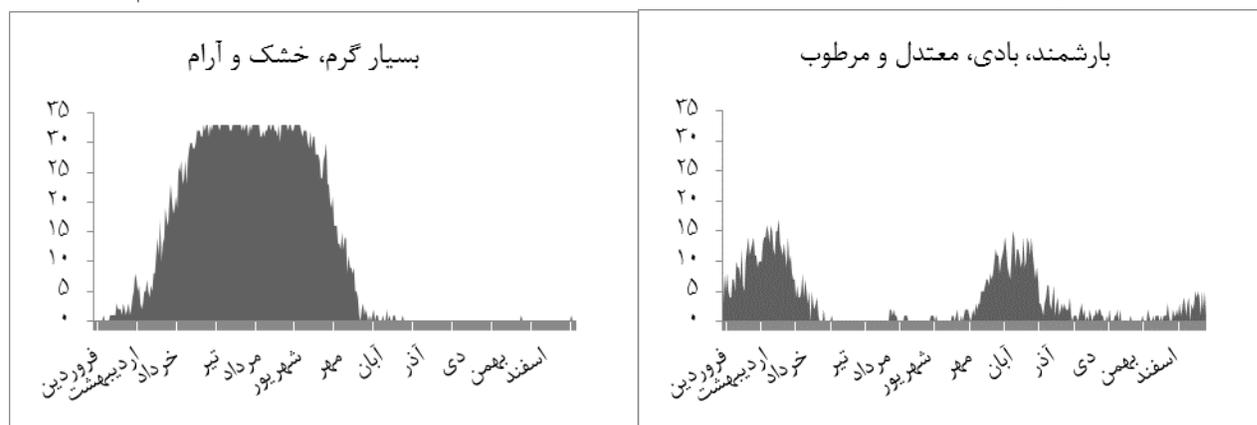 بارشمند، بادی، معتدل و مرطوب
۳۵
۳۰
۲۵
۲۰
۱۵
۱۰
۵
۰
فروردین
اردیبهشت
خرداد
تیر
مرداد
شهریور
مهر
آبان
آذر
دی
بهمن
اسفند
بسیار گرم، خشک و آرام
۳۵
۳۰
۲۵
۲۰
۱۵
۱۰
۵
۰
فروردین
اردیبهشت
خرداد
تیر
مرداد
شهریور
مهر
آبان
آذر
دی
بهمن
اسفند